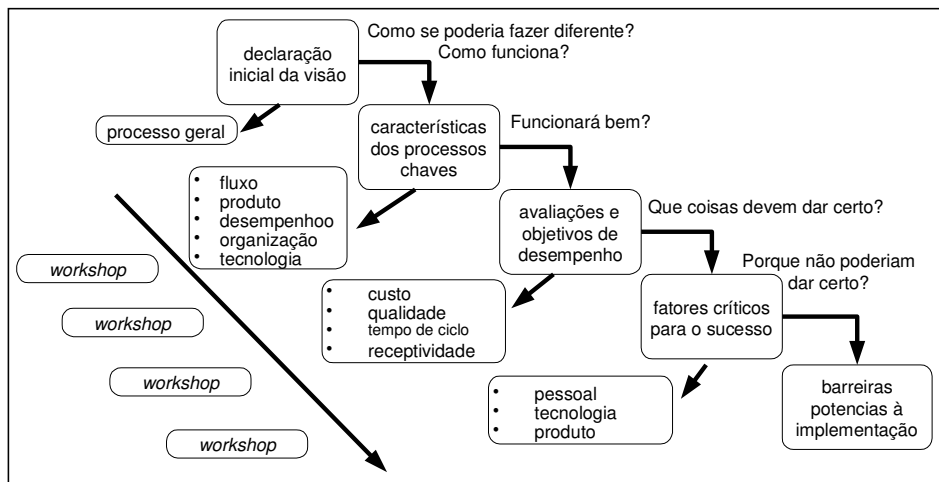 Como se poderia fazer diferente?
Como funciona?
declaração
inicial da visão
processo geral
características
dos processos
chaves
Funcionará bem?
• fluxo
• produto
• desempenhoo
• organização
• tecnologia
avaliações e
objetivos de
desempenho
Que coisas devem dar certo?
workshop
workshop
workshop
workshop
• custo
• qualidade
• tempo de ciclo
• receptividade
Porque não poderiam
dar certo?
fatores críticos
para o sucesso
• pessoal
• tecnologia
• produto
barreiras
potencias à
implementação